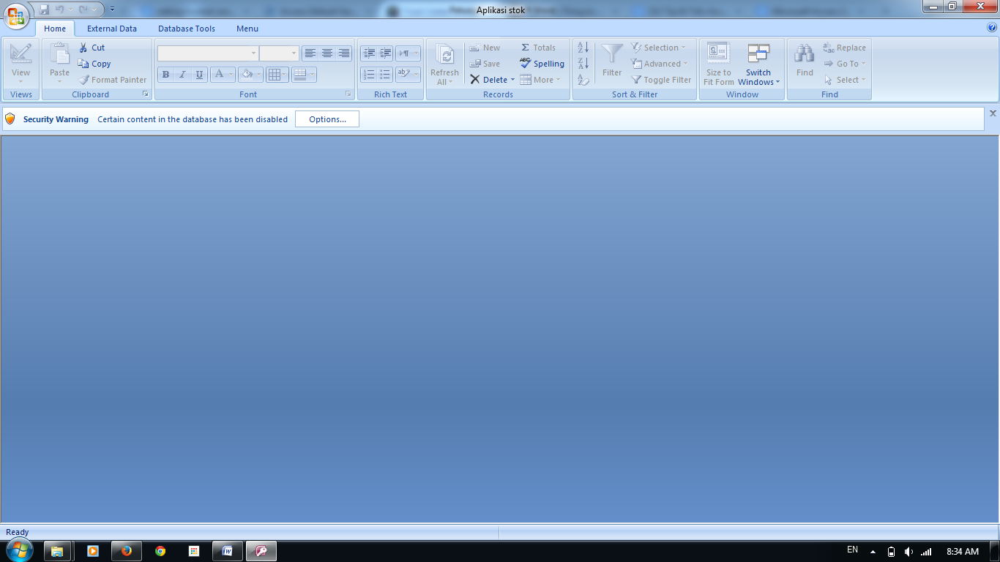 Aplikasi stok
Home External Data Database Tools Menu
View
Views
Paste
Cut
Copy
Format Painter
Clipboard
B I U A
Font
ab
Rich Text
Refresh All
New
Save
Delete
Σ Totals
ABC Spelling
More
Records
A Z
Z A
Filter
Selection
Advanced
Toggle Filter
Sort & Filter
Size to Fit Form
Switch Windows
Window
Find
Replace
Go To
Select
Find
Security Warning Certain content in the database has been disabled Options...
Ready
EN 8:34 AM